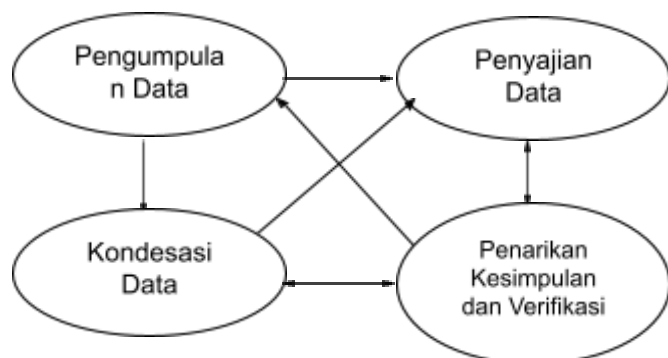 Pengumpula
n Data
Penyajian
Data
Kondesasi
Data
Penarikan
Kesimpulan
dan Verifikasi